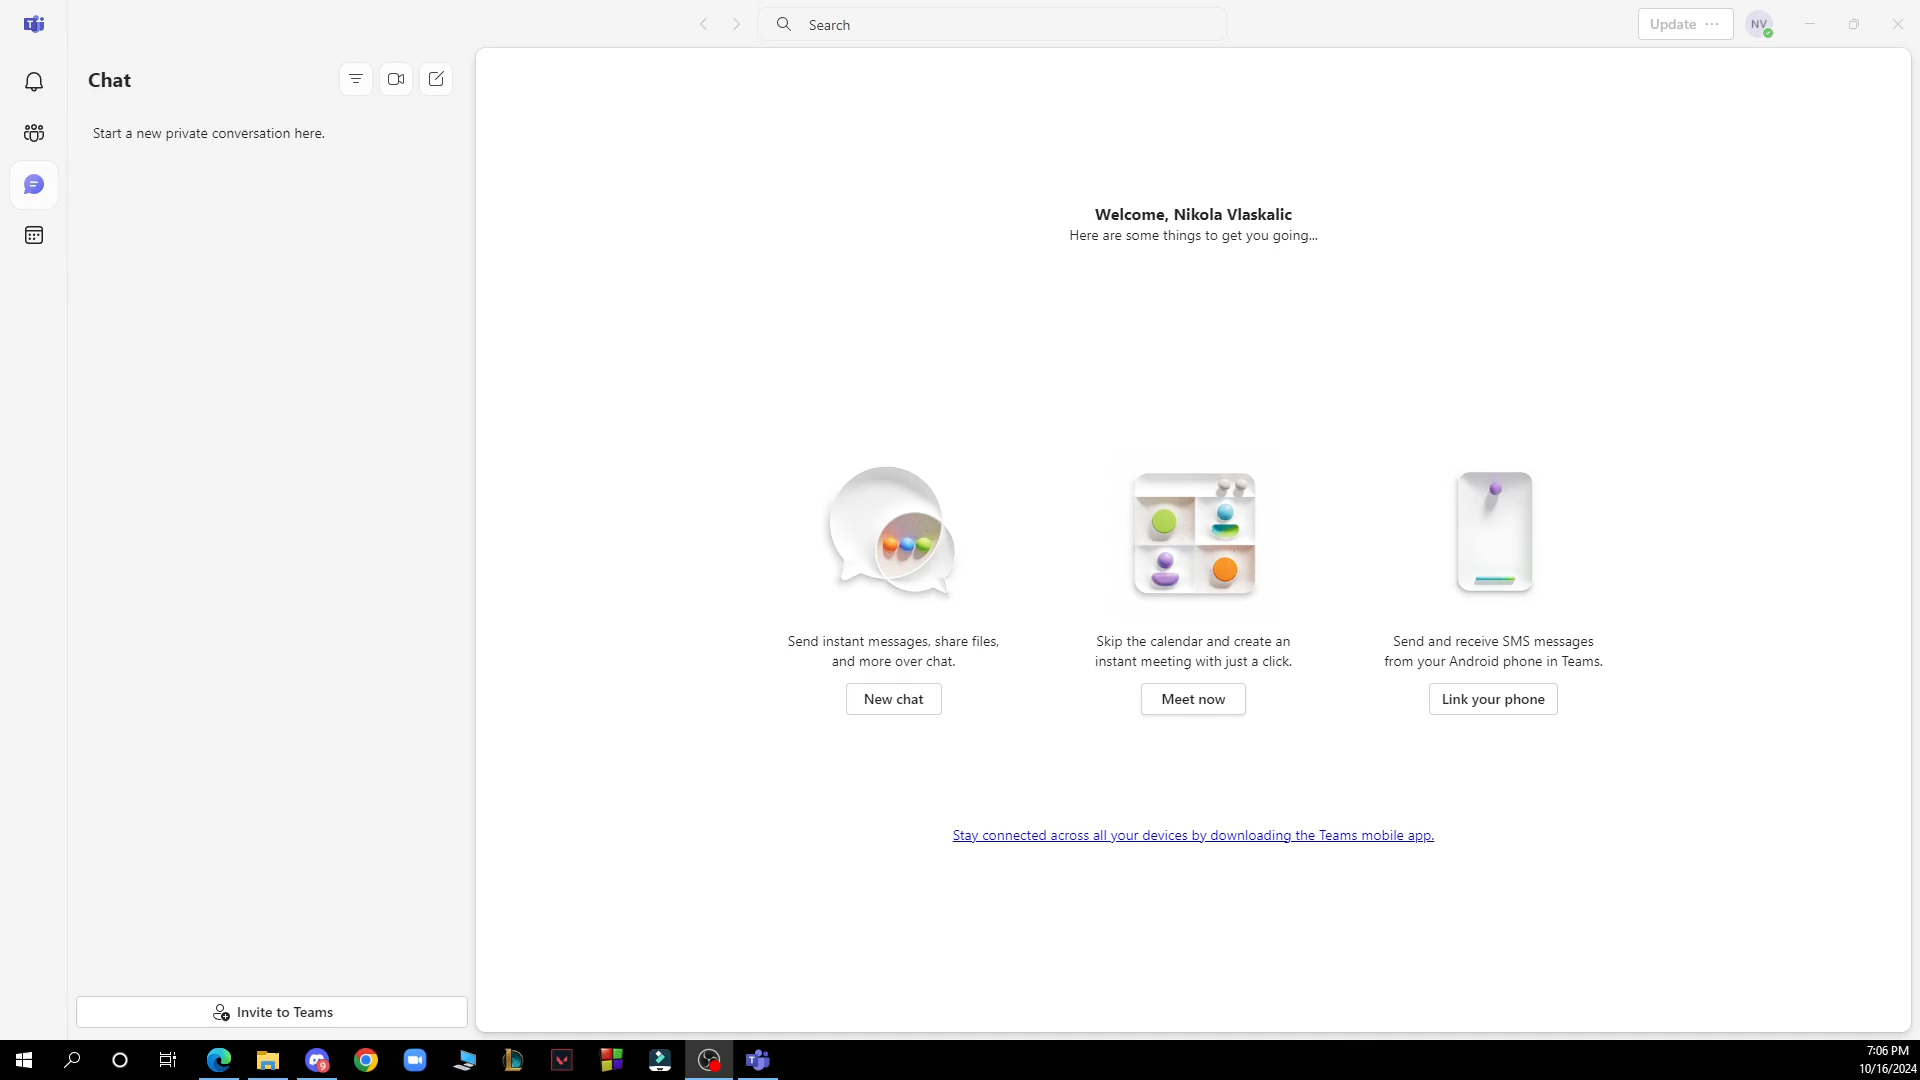 Search
Update ...
NV
Chat
Start a new private conversation here.
Welcome, Nikola Vlaskalic
Here are some things to get you going...
Send instant messages, share files,
and more over chat.
New chat
Skip the calendar and create an
instant meeting with just a click.
Meet now
Send and receive SMS messages
from your Android phone in Teams.
Link your phone
Stay connected across all your devices by downloading the Teams mobile app.
Invite to Teams
9
7:06 PM
10/16/2024